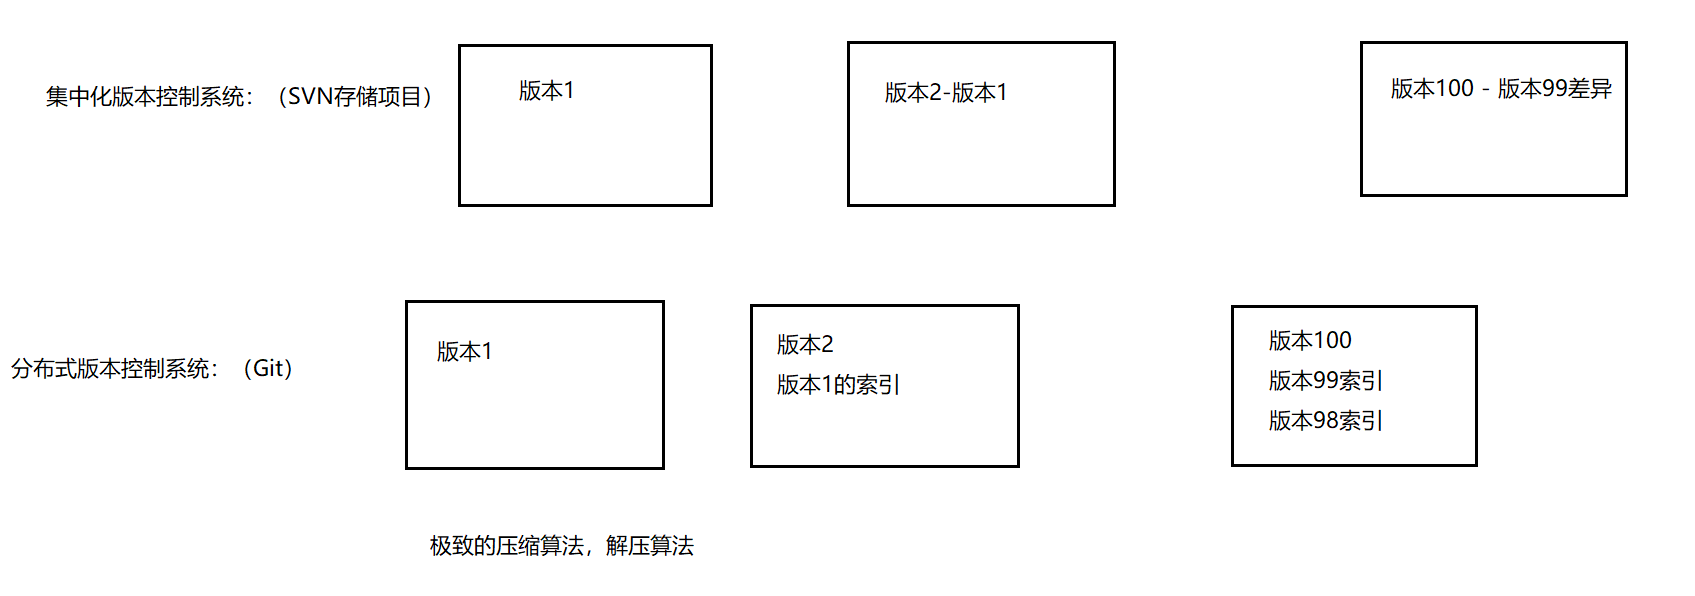 集中化版本控制系统：（SVN存储项目）
版本1
版本2-版本1
版本100 - 版本99差异
分布式版本控制系统：（Git）
版本1
版本2
版本1的索引
版本100
版本99索引
版本98索引
极致的压缩算法，解压算法